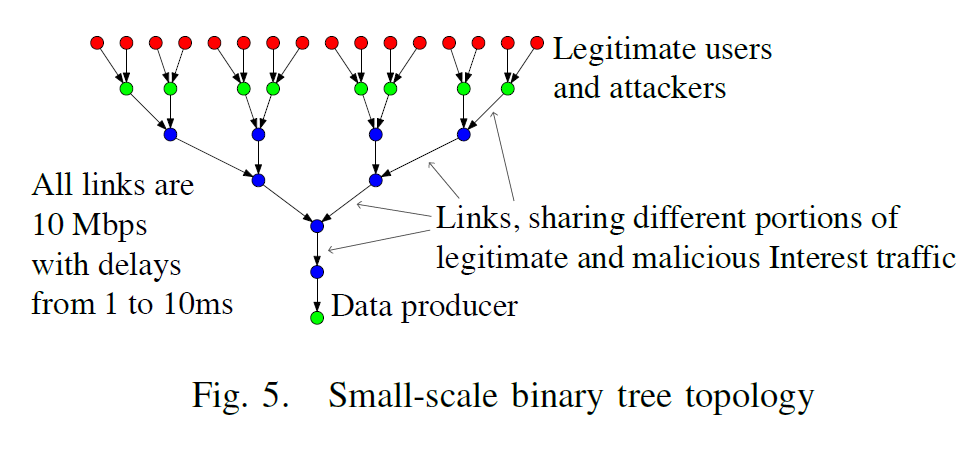 Legitimate users
and attackers
All links are
10 Mbps
with delays
from 1 to 10ms
Links, sharing different portions of
legitimate and malicious Interest traffic
Data producer
Fig. 5. Small-scale binary tree topology